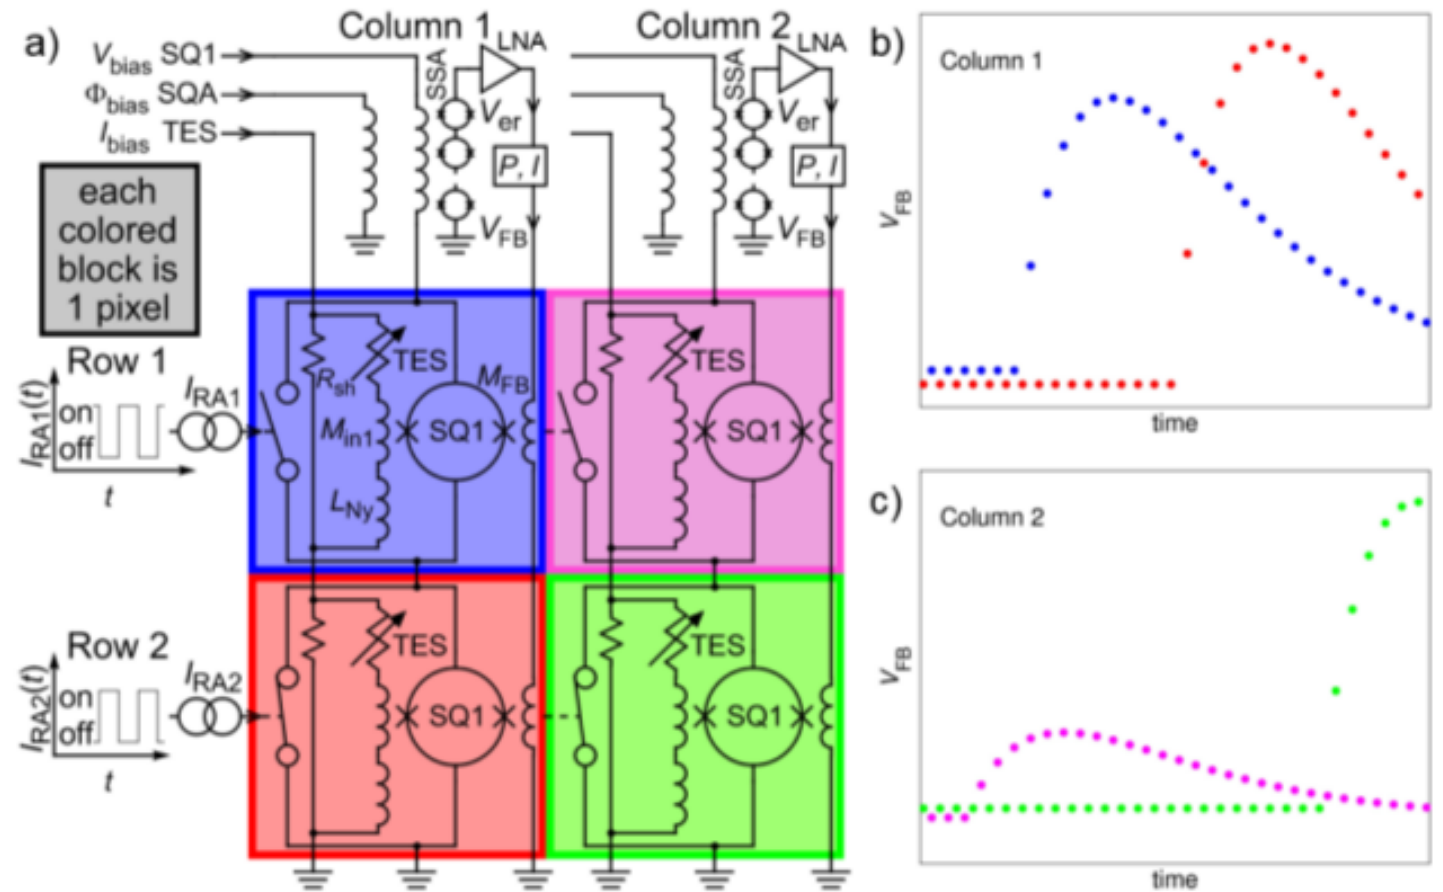 a)
Column 1
Column 2
V_bias SQ1
Φ_bias SQA
I_bias TES
SSA
LNA
V_er
P, I
V_FB
SSA
LNA
V_er
P, I
V_FB
each
colored
block is
1 pixel
Row 1
I_RA1(t)
on
off
t
I_RA1
R_sh
TES
M_FB
M_in1
SQ1
L_Ny
TES
SQ1
Row 2
I_RA2(t)
on
off
t
I_RA2
TES
SQ1
TES
SQ1
b)
Column 1
V_FB
time
c)
Column 2
V_FB
time